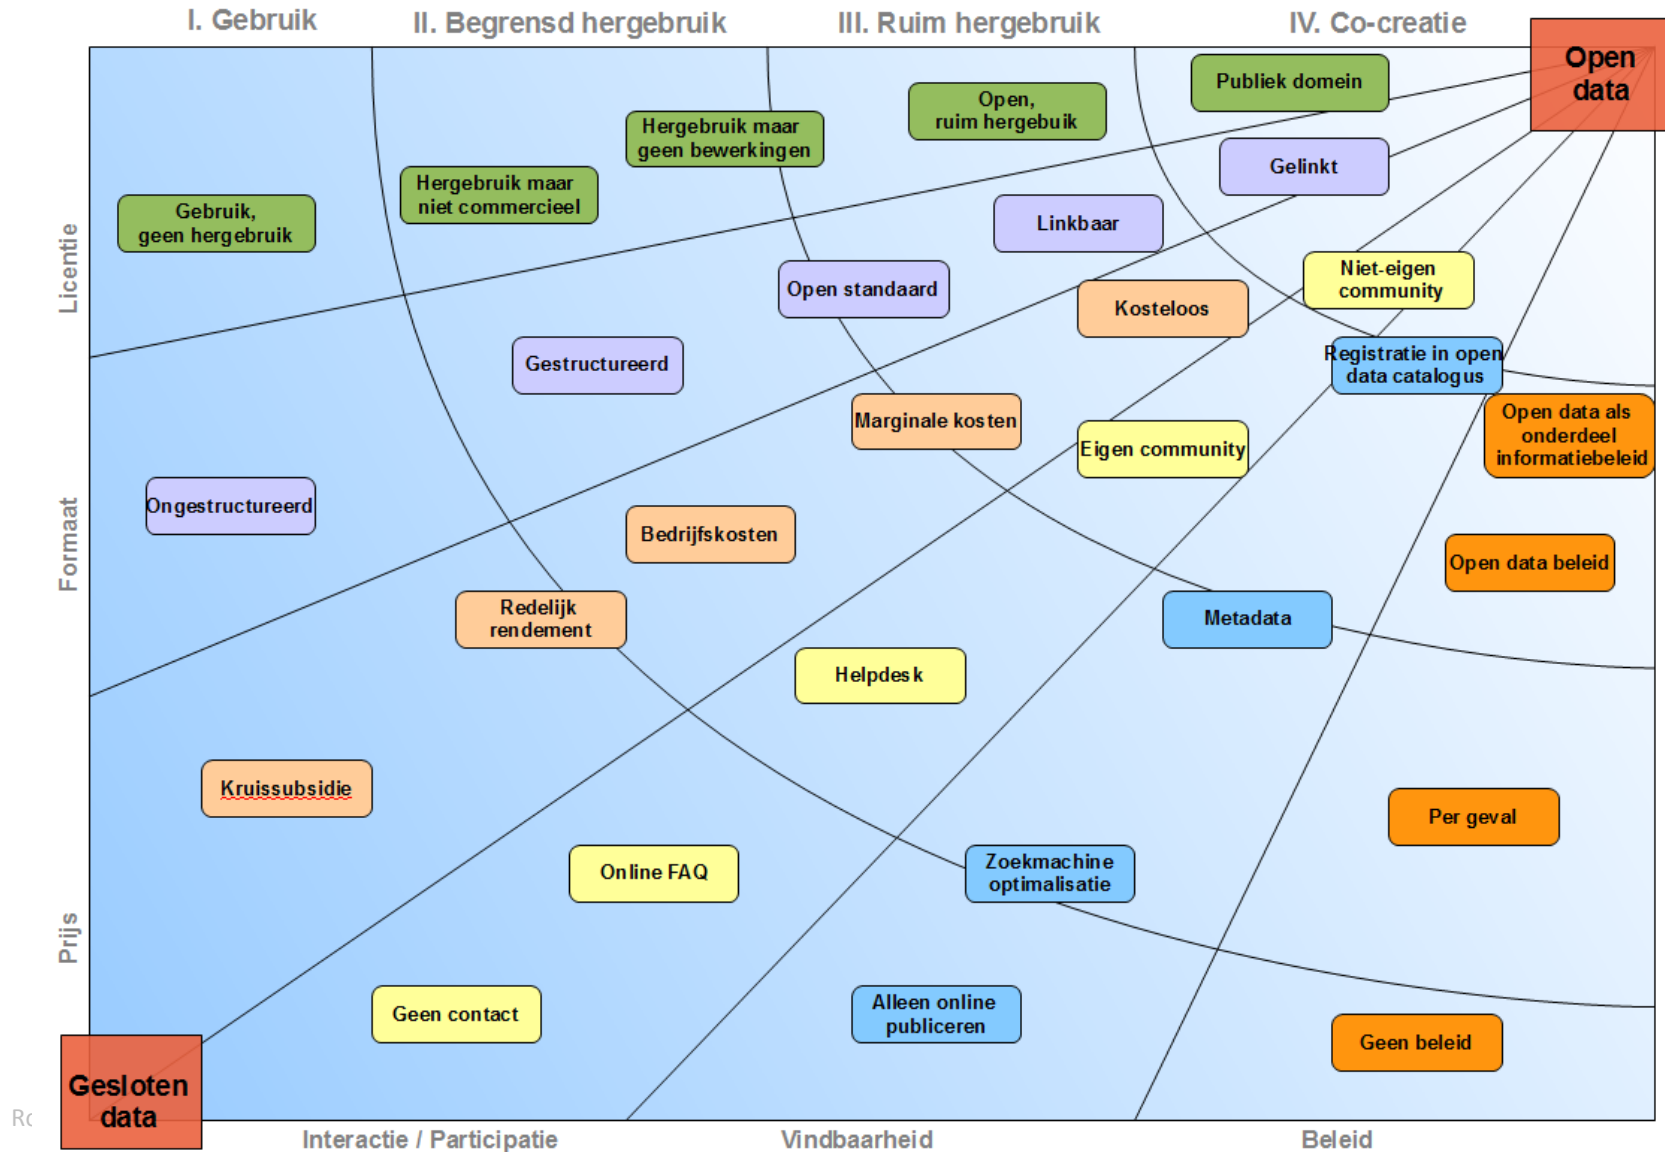 I. Gebruik
II. Begrensd hergebruik
III. Ruim hergebruik
IV. Co-creatie
Open
data
Publiek domein
Open,
ruim hergebuik
Hergebruik maar
geen bewerkingen
Hergebruik maar
niet commercieel
Gebruik,
geen hergebruik
Licentie
Gelinkt
Linkbaar
Open standaard
Gestructureerd
Ongestructureerd
Formaat
Kosteloos
Marginale kosten
Bedrijfskosten
Redelijk
rendement
Kruissubsidie
Prijs
Niet-eigen
community
Eigen community
Helpdesk
Online FAQ
Geen contact
Registratie in open
data catalogus
Metadata
Zoekmachine
optimalisatie
Alleen online
publiceren
Open data als
onderdeel
informatiebeleid
Open data beleid
Per geval
Geen beleid
Gesloten
data
Interactie / Participatie
Vindbaarheid
Beleid